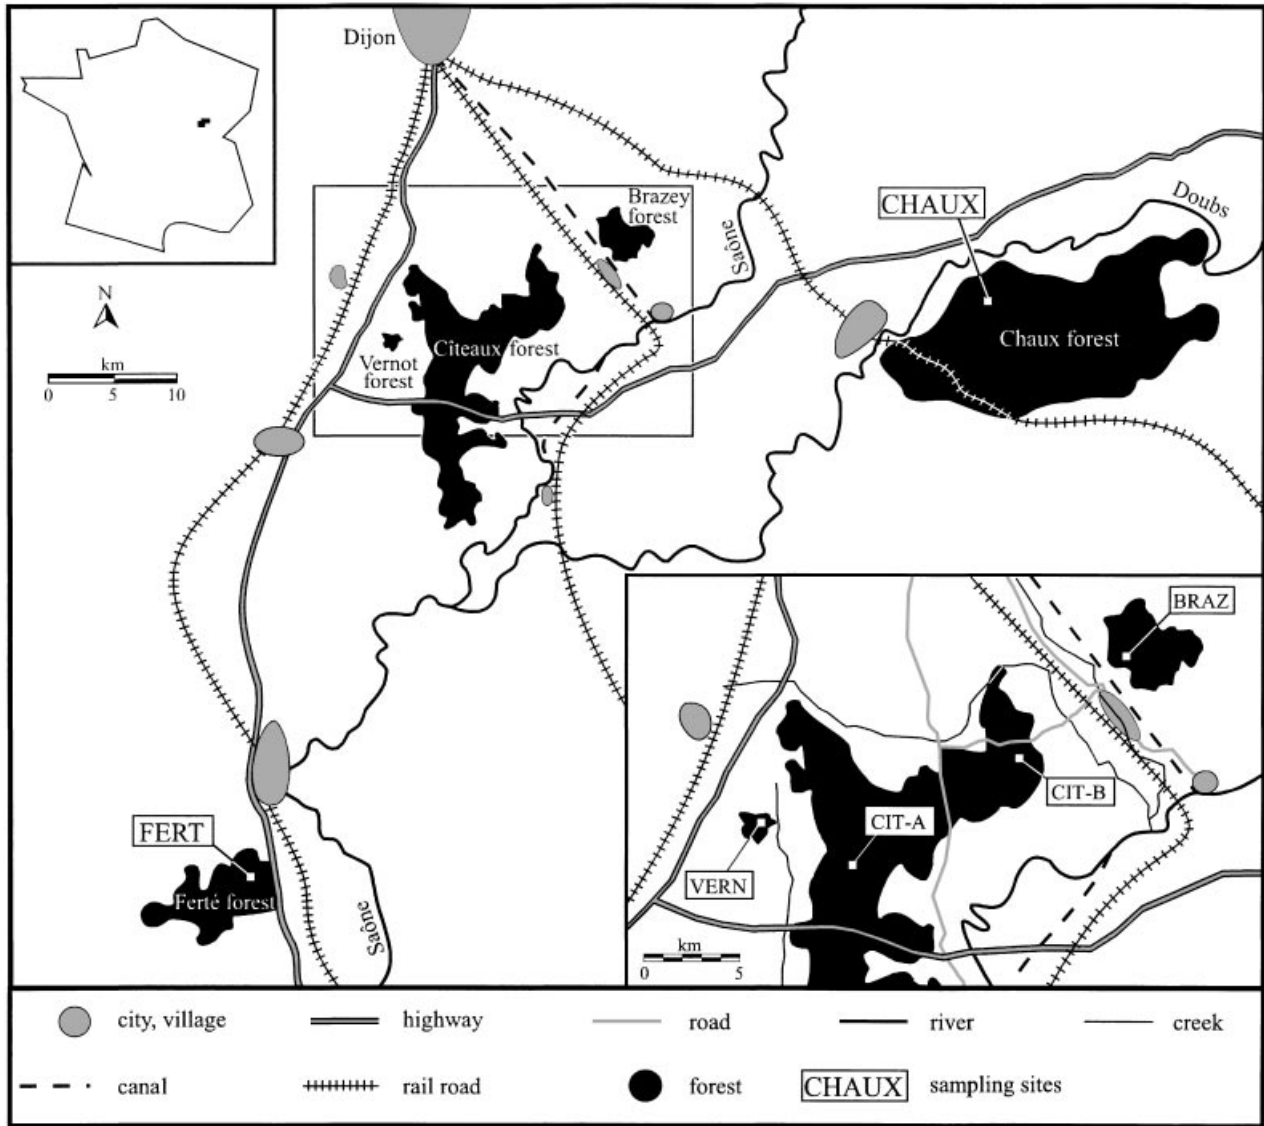 Dijon
Brazey
forest
Saône
CHAUX
Doubs
N
km
0 5 10
Vernot
forest
Cîteaux forest
Chaux forest
BRAZ
CIT-B
CIT-A
VERN
km
0 5
FERT
Ferté forest
Saône
city, village
highway
road
river
creek
canal
rail road
forest
CHAUX
sampling sites